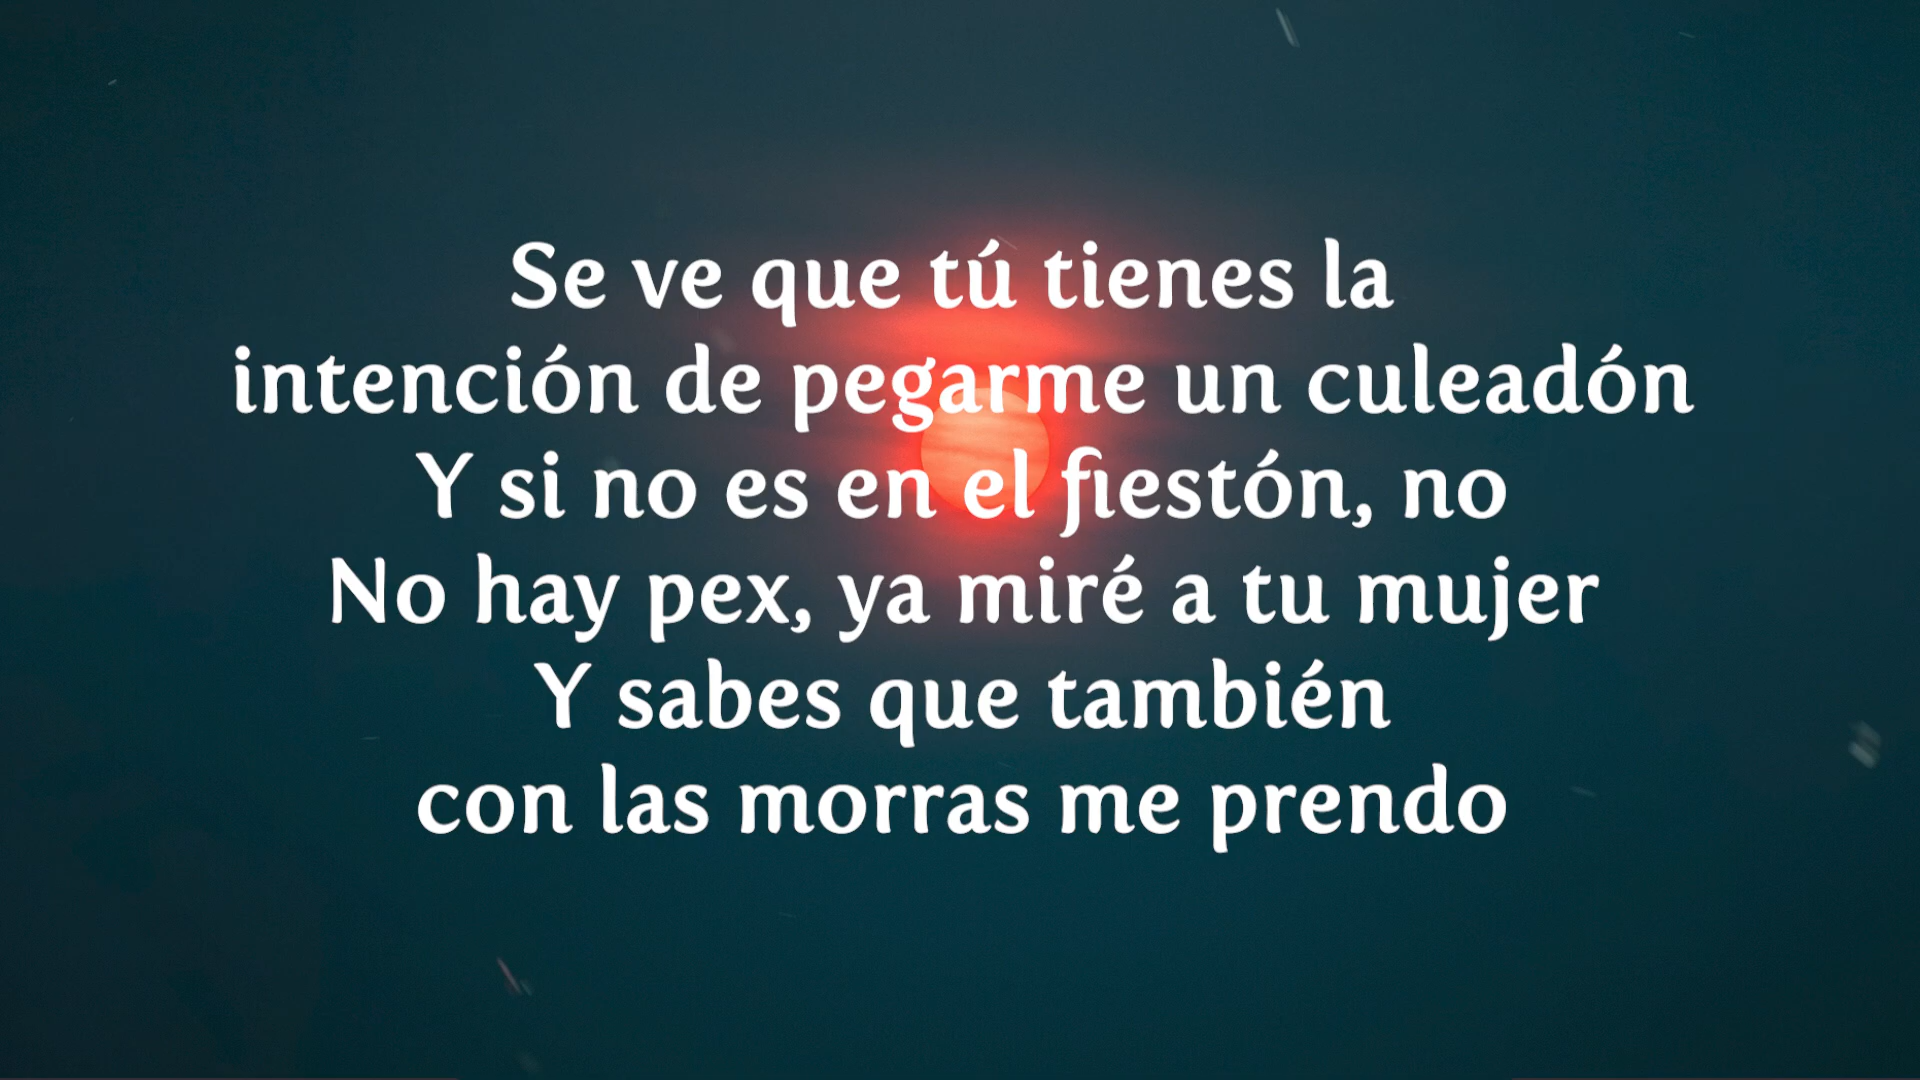 Se ve que tú tienes la
intención de pegarme un culeadón
Y si no es en el fiestón, no
No hay pex, ya miré a tu mujer
Y sabes que también
con las morras me prendo